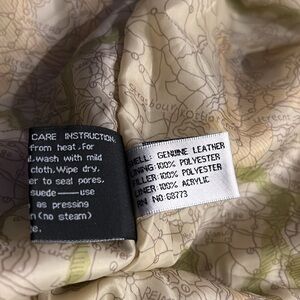 CARE INSTRUCTION
from heat, For
wash with mild
cloth, Wipe dry,
er to seal pores.
suede——use
as pressing
n(no steam)
e.
SHELL: GENUINE LEATHER
LINING:100% POLYESTER
FILLER:100% POLYESTER
INER:100% ACRYLIC
RN NO:68773